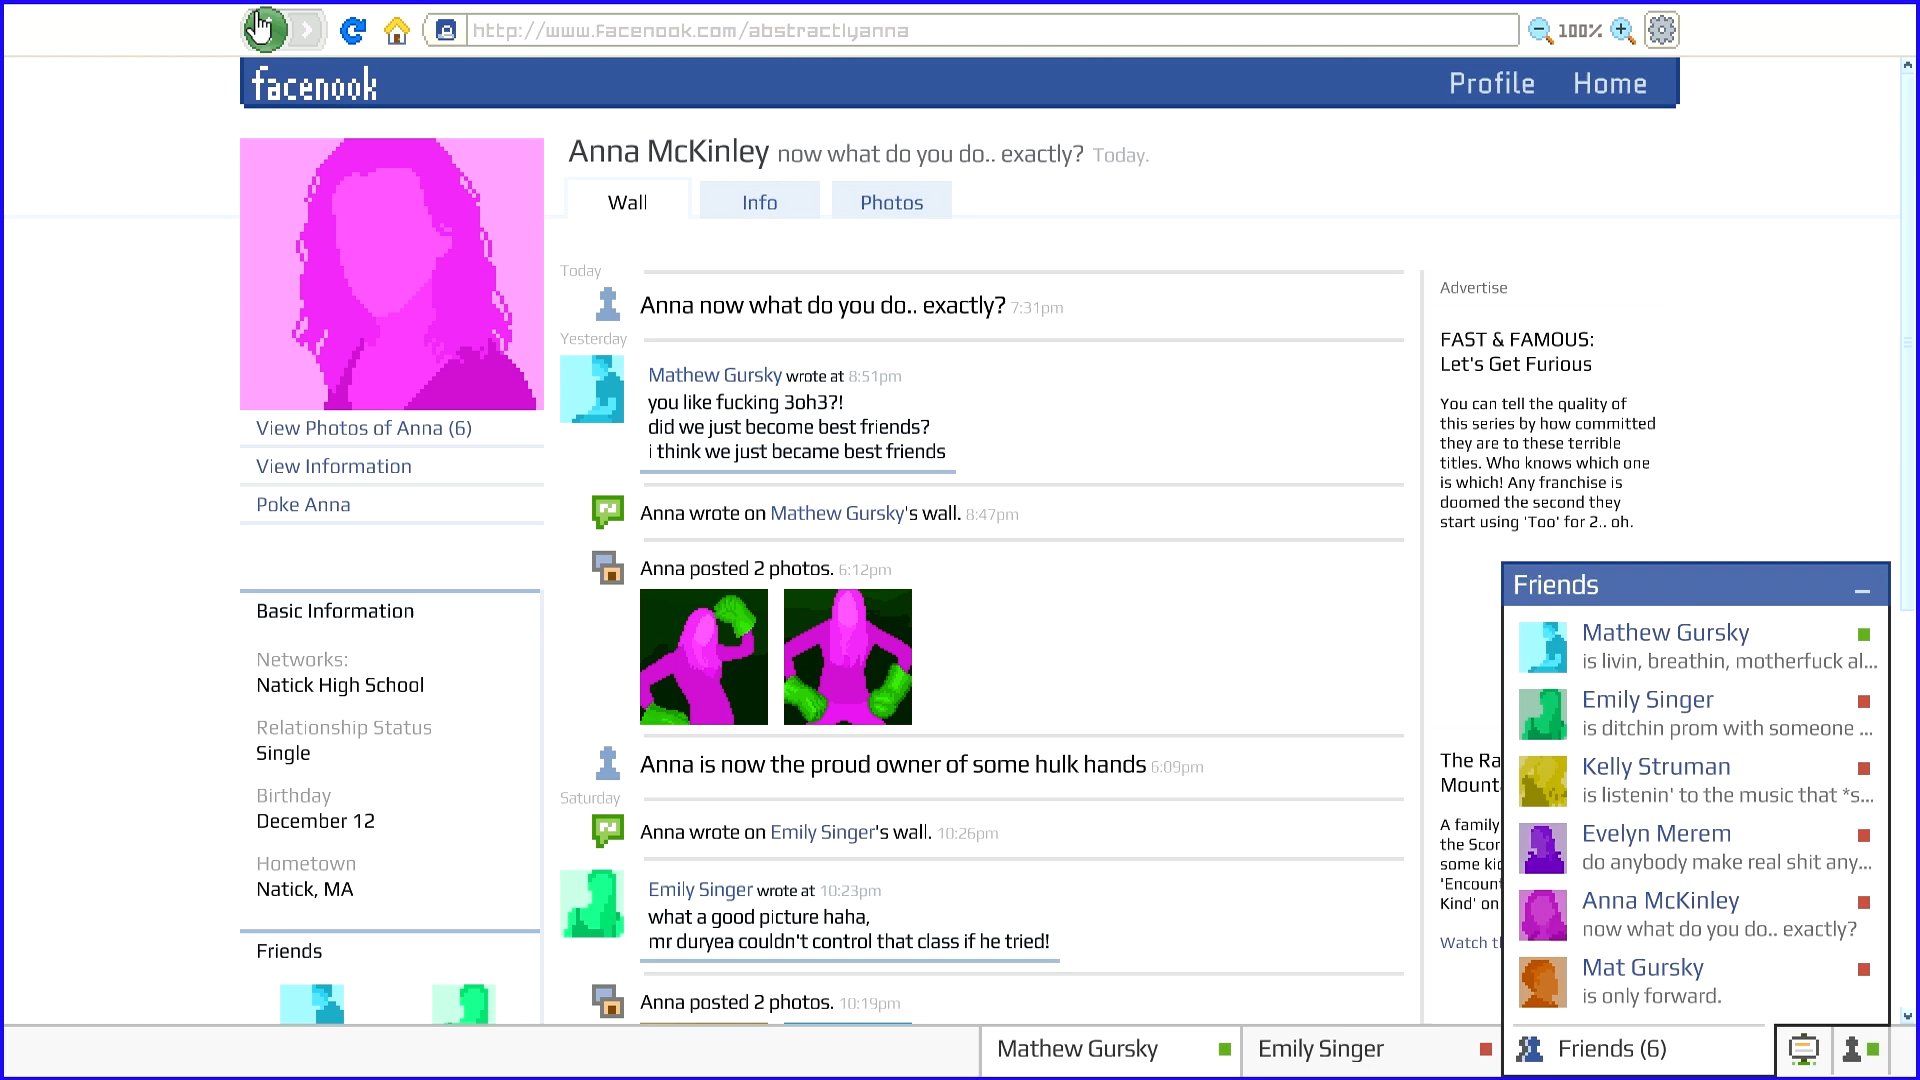 http://www.facenook.com/abstractlyanna
100%
facenook
Profile
Home
Anna McKinley now what do you do.. exactly? Today.
Wall
Info
Photos
View Photos of Anna (6)
View Information
Poke Anna
Basic Information
Networks:
Natick High School
Relationship Status
Single
Birthday
December 12
Hometown
Natick, MA
Friends
Today
Anna now what do you do.. exactly? 7:31pm
Yesterday
Mathew Gursky wrote at 8:51pm
you like fucking 3oh3?!
did we just become best friends?
i think we just became best friends
Anna wrote on Mathew Gursky's wall. 8:47pm
Anna posted 2 photos. 6:12pm
Anna is now the proud owner of some hulk hands 6:09pm
Saturday
Anna wrote on Emily Singer's wall. 10:26pm
Emily Singer wrote at 10:23pm
what a good picture haha,
mr duryea couldn't control that class if he tried!
Anna posted 2 photos. 10:19pm
Advertise
FAST & FAMOUS:
Let's Get Furious
You can tell the quality of
this series by how committed
they are to these terrible
titles. Who knows which one
is which! Any franchise is
doomed the second they
start using 'Too' for 2.. oh.
The Ra
Mount
A family
the Scor
some kid
'Encount
Kind' on
Watch t
Friends
Mathew Gursky
is livin, breathin, motherfuck al...
Emily Singer
is ditchin prom with someone ...
Kelly Struman
is listenin' to the music that *s...
Evelyn Merem
do anybody make real shit any...
Anna McKinley
now what do you do.. exactly?
Mat Gursky
is only forward.
Mathew Gursky
Emily Singer
Friends (6)